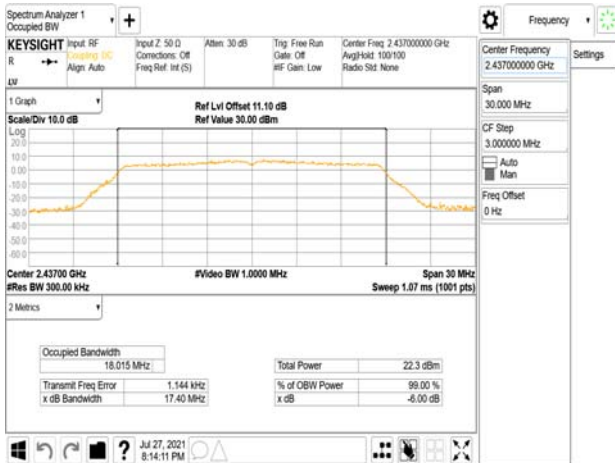 Spectrum Analyzer 1
Occupied BW
Frequency
KEYSIGHT
Input: RF
Coupling: DC
Align: Auto
Input Z: 50 Ω
Corrections: Off
Freq Ref: Int (S)
Atten: 30 dB
Trig: Free Run
Gate: Off
#IF Gain: Low
Center Freq: 2.437000000 GHz
Avg|Hold: 100/100
Radio Std: None
R
LXI
Center Frequency
2.437000000 GHz
Settings
Span
30.000 MHz
CF Step
3.000000 MHz
Auto
Man
Freq Offset
0 Hz
1 Graph
Scale/Div 10.0 dB
Ref Lvl Offset 11.10 dB
Ref Value 30.00 dBm
Log
20.0
10.0
0.00
-10.0
-20.0
-30.0
-40.0
-50.0
-60.0
Center 2.43700 GHz
#Video BW 1.0000 MHz
Span 30 MHz
#Res BW 300.00 kHz
Sweep 1.07 ms (1001 pts)
2 Metrics
Occupied Bandwidth
18.015 MHz
Total Power 22.3 dBm
Transmit Freq Error 1.144 kHz
% of OBW Power 99.00 %
x dB Bandwidth 17.40 MHz
x dB -6.00 dB
?
Jul 27, 2021
8:14:11 PM